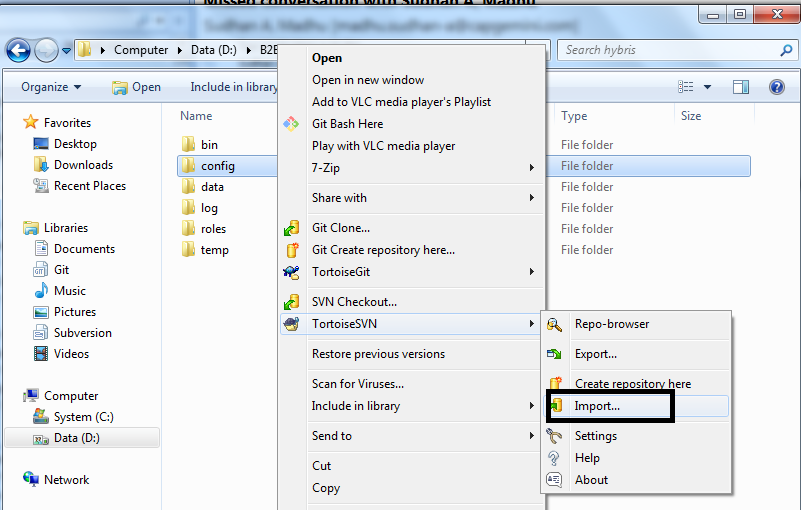 Missed conversation with Sudhan A. Madhu
Sudhan A. Madhu [madhu.sudhan-a@capgemini.com]
Computer Data (D:) B2B
Search hybris
Organize Open Include in library
Name Type Size
Favorites
Desktop
Downloads
Recent Places
Libraries
Documents
Git
Music
Pictures
Subversion
Videos
Computer
System (C:)
Data (D:)
Network
bin File folder
config File folder
data File folder
log File folder
roles File folder
temp File folder
Open
Open in new window
Add to VLC media player's Playlist
Git Bash Here
Play with VLC media player
7-Zip
Share with
Git Clone...
Git Create repository here...
TortoiseGit
SVN Checkout...
TortoiseSVN
Restore previous versions
Scan for Viruses...
Include in library
Send to
Cut
Copy
Repo-browser
Export...
Create repository here
Import...
Settings
Help
About